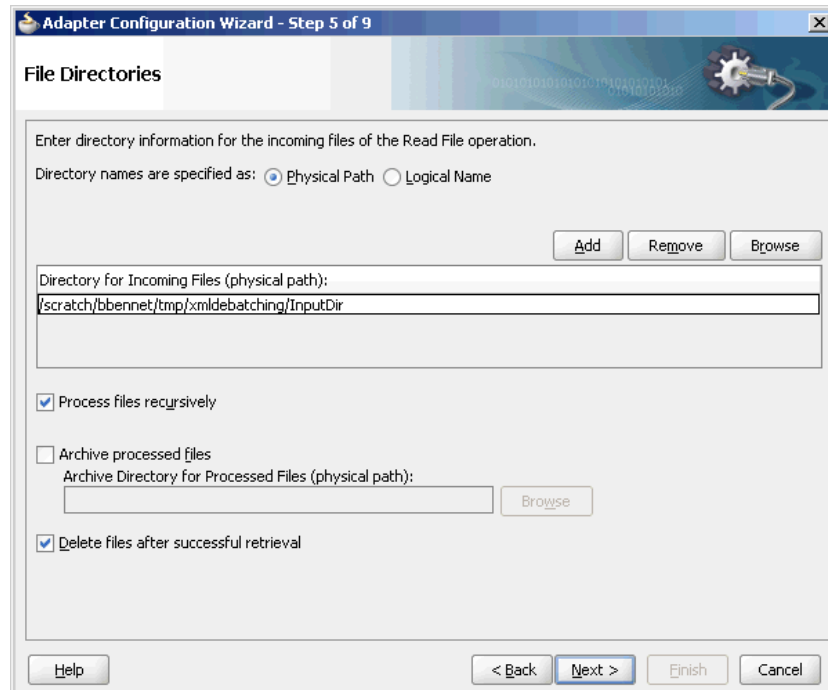 Adapter Configuration Wizard - Step 5 of 9
File Directories
Enter directory information for the incoming files of the Read File operation.
Directory names are specified as: Physical Path Logical Name
Add Remove Browse
Directory for Incoming Files (physical path):
/scratch/bbennet/tmp/xmldebatching/InputDir
Process files recursively
Archive processed files
Archive Directory for Processed Files (physical path):
Browse
Delete files after successful retrieval
Help < Back Next > Finish Cancel